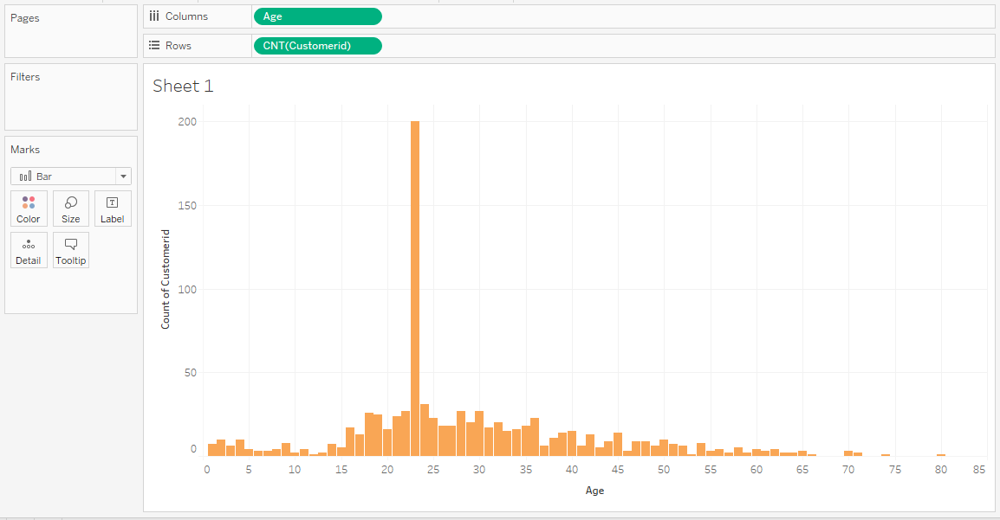 Pages
Columns Age
Rows CNT(Customerid)
Filters
Marks
Bar
Color Size Label
Detail Tooltip
Sheet 1
200
150
100
50
0
Count of Customerid
0 5 10 15 20 25 30 35 40 45 50 55 60 65 70 75 80 85
Age